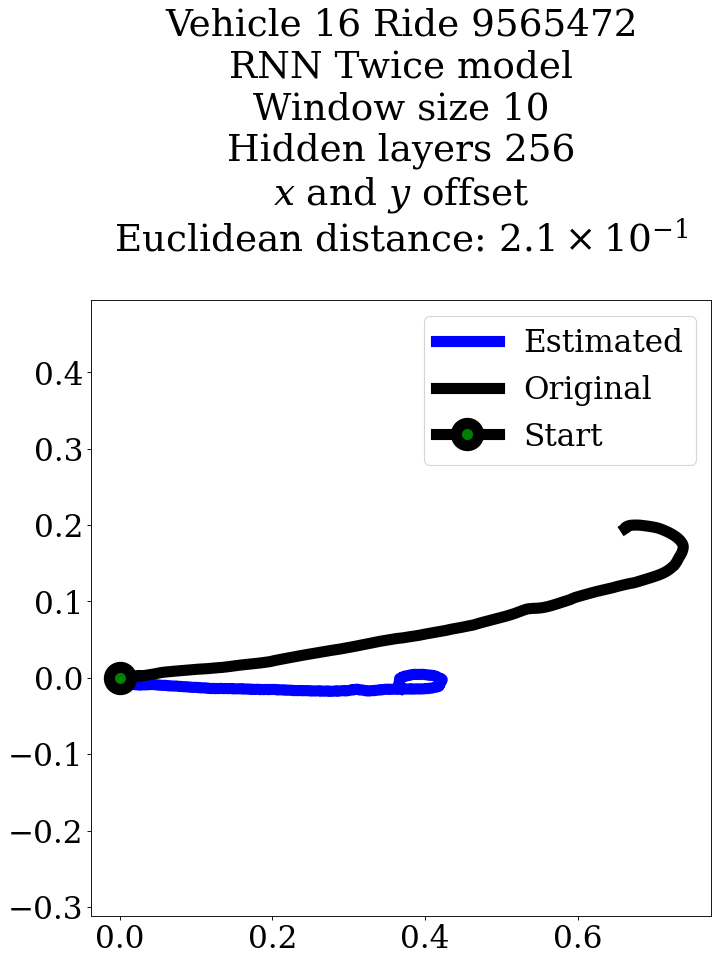 Vehicle 16 Ride 9565472
RNN Twice model
Window size 10
Hidden layers 256
x and y offset
Euclidean distance: 2.1 × 10⁻¹
Estimated
Original
Start
0.4
0.3
0.2
0.1
0.0
−0.1
−0.2
−0.3
0.0 0.2 0.4 0.6